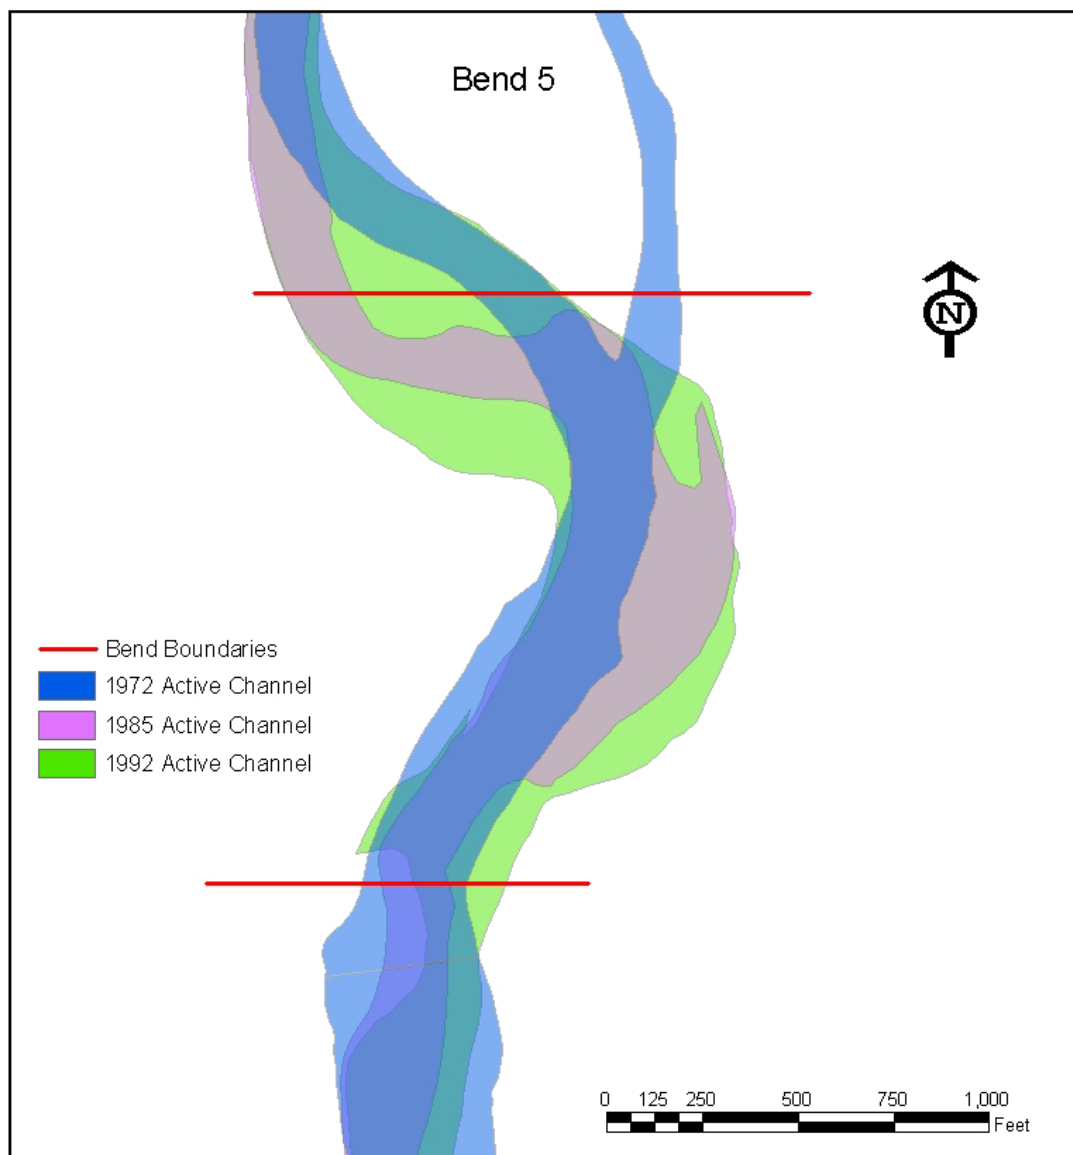 Bend 5
N
Bend Boundaries
1972 Active Channel
1985 Active Channel
1992 Active Channel
0 125 250 500 750 1,000
Feet